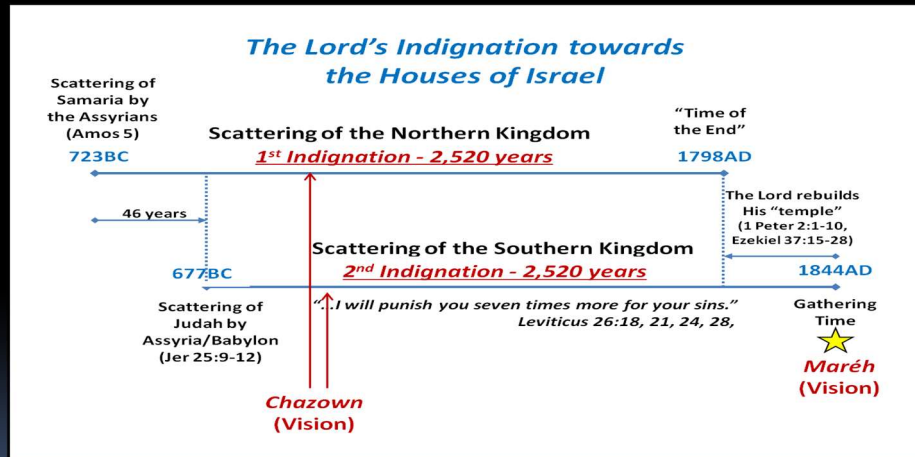 The Lord's Indignation towards
the Houses of Israel
Scattering of
Samaria by
the Assyrians
(Amos 5)
723BC
Scattering of the Northern Kingdom
1st Indignation - 2,520 years
"Time of
the End"
1798AD
46 years
The Lord rebuilds
His "temple"
(1 Peter 2:1-10,
Ezekiel 37:15-28)
Scattering of the Southern Kingdom
2nd Indignation - 2,520 years
677BC
1844AD
Scattering of
Judah by
Assyria/Babylon
(Jer 25:9-12)
"...I will punish you seven times more for your sins."
Leviticus 26:18, 21, 24, 28,
Gathering
Time
Maréh
(Vision)
Chazown
(Vision)